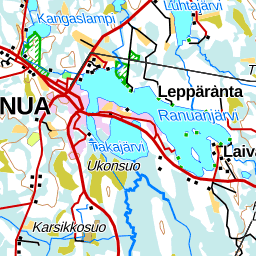 Kangaslampi
Luhtajärvi
Leppäranta
NUA
Ranuanjärvi
Takajärvi
Laiva
Ukonsuo
Karsikkosuo